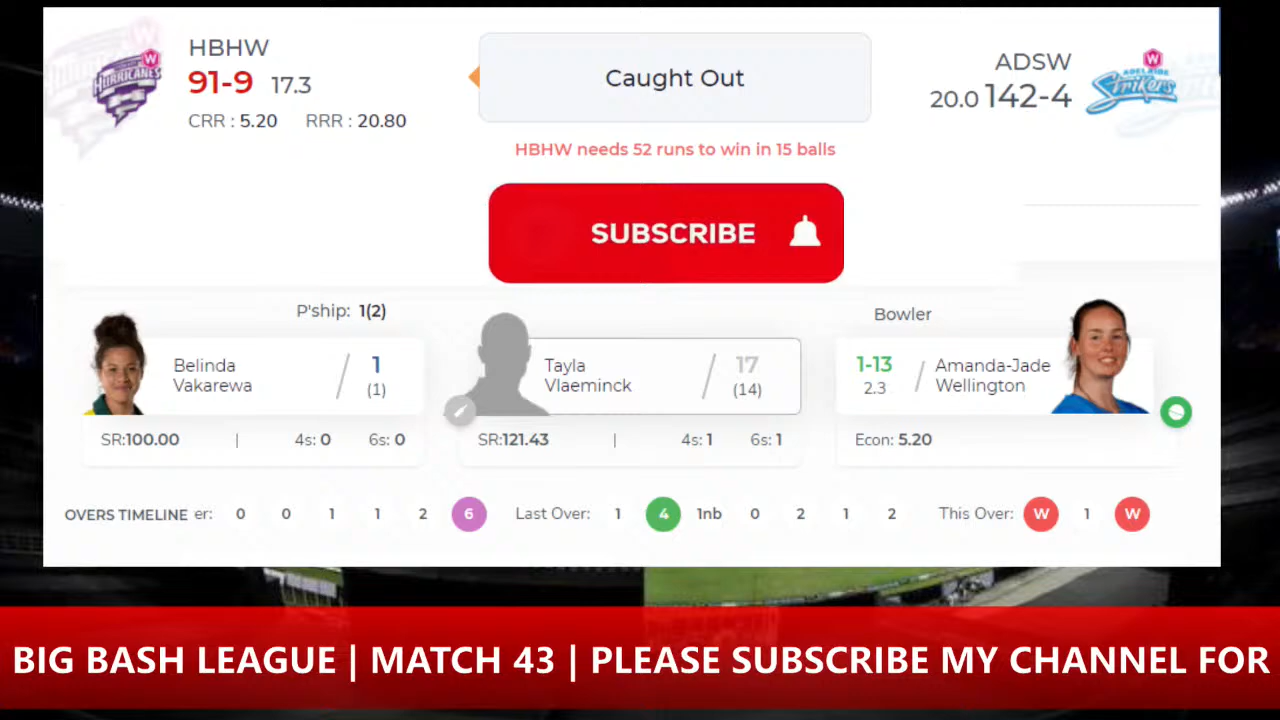 HBHW
91-9 17.3
CRR : 5.20 RRR : 20.80
HURRICANES
W
Caught Out
HBHW needs 52 runs to win in 15 balls
ADSW
20.0 142-4
W
ADELAIDE
Strikers
SUBSCRIBE
P'ship: 1(2)
Belinda
Vakarewa
1
(1)
SR:100.00 | 4s: 0 6s: 0
Tayla
Vlaeminck
17
(14)
SR:121.43 | 4s: 1 6s: 1
Bowler
1-13
2.3
/
Amanda-Jade
Wellington
Econ: 5.20
OVERS TIMELINE er: 0 0 1 1 2 6 Last Over: 1 4 1nb 0 2 1 2 This Over: W 1 W
BIG BASH LEAGUE | MATCH 43 | PLEASE SUBSCRIBE MY CHANNEL FOR